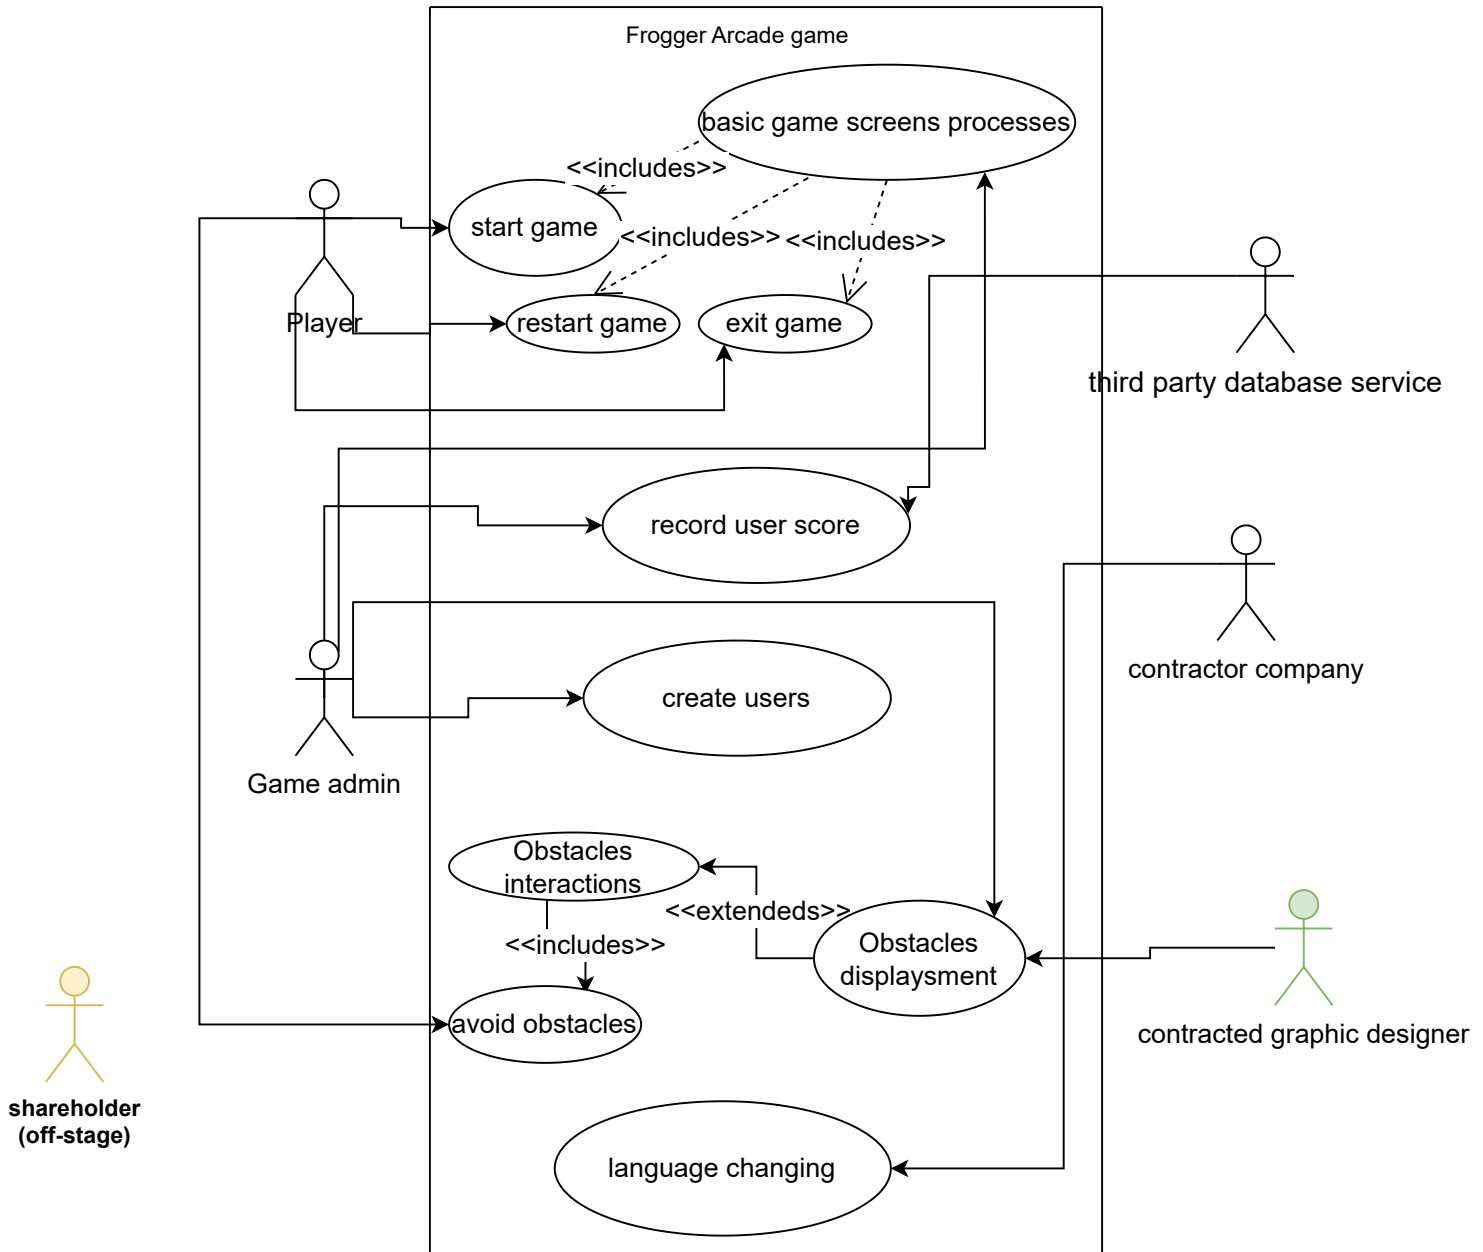 Frogger Arcade game
basic game screens processes
<<includes>>
start game
<<includes>>
<<includes>>
Player
restart game
exit game
third party database service
record user score
contractor company
create users
Game admin
Obstacles
interactions
<<extendeds>>
<<includes>>
Obstacles
displaysment
avoid obstacles
contracted graphic designer
shareholder
(off-stage)
language changing